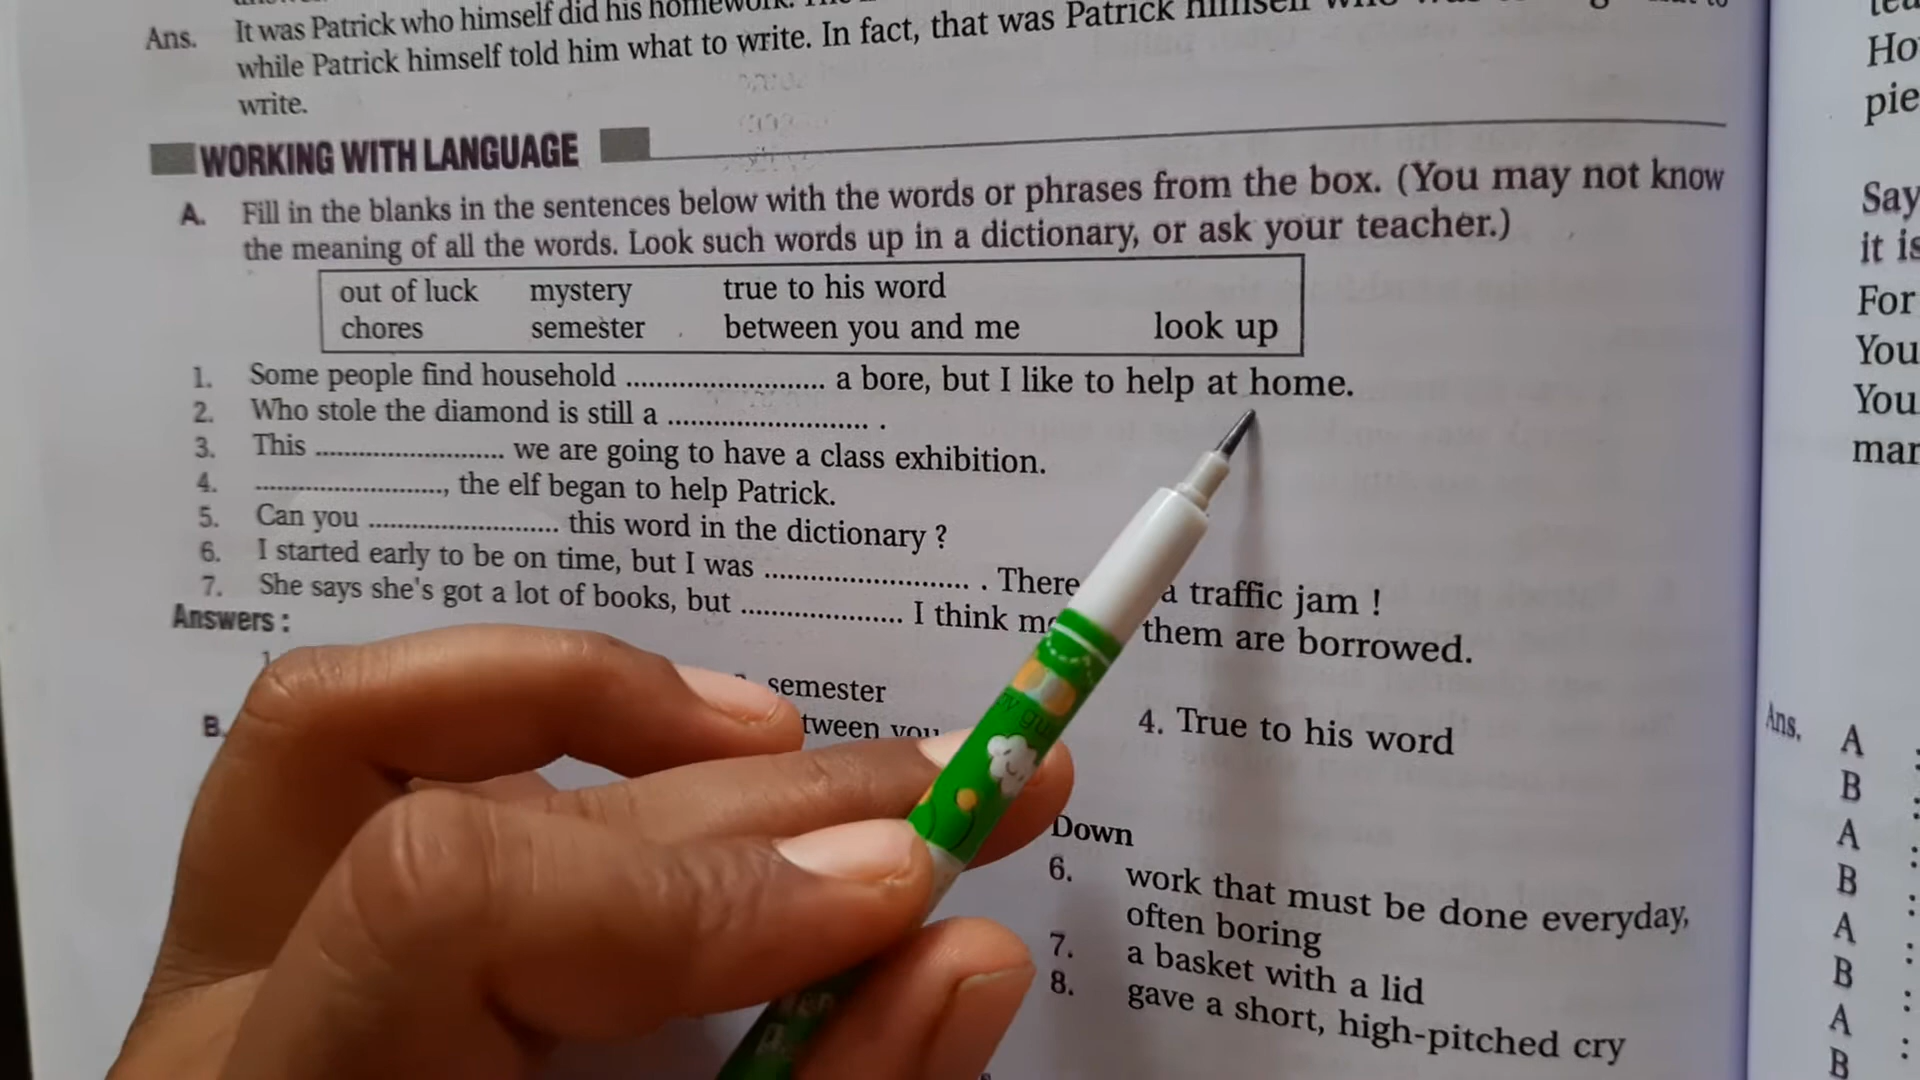 Ans. It was Patrick who himself did his homework.
while Patrick himself told him what to write. In fact, that was Patrick himself who was
write.
WORKING WITH LANGUAGE
A. Fill in the blanks in the sentences below with the words or phrases from the box. (You may not know
the meaning of all the words. Look such words up in a dictionary, or ask your teacher.)
out of luck mystery true to his word
chores semester between you and me look up
1. Some people find household .......................... a bore, but I like to help at home.
2. Who stole the diamond is still a .......................... .
3. This ......................... we are going to have a class exhibition.
4. ........................., the elf began to help Patrick.
5. Can you ......................... this word in the dictionary ?
6. I started early to be on time, but I was ........................... . There a traffic jam !
7. She says she's got a lot of books, but ..................... I think them are borrowed.
Answers :
1.
semester
4. True to his word
tween you
B.
Down
6. work that must be done everyday,
often boring
7. a basket with a lid
8. gave a short, high-pitched cry
Ho
pie
Say
it is
For
You
You
mar
Ans. A
B :
A :
B :
A :
B :
A :
B